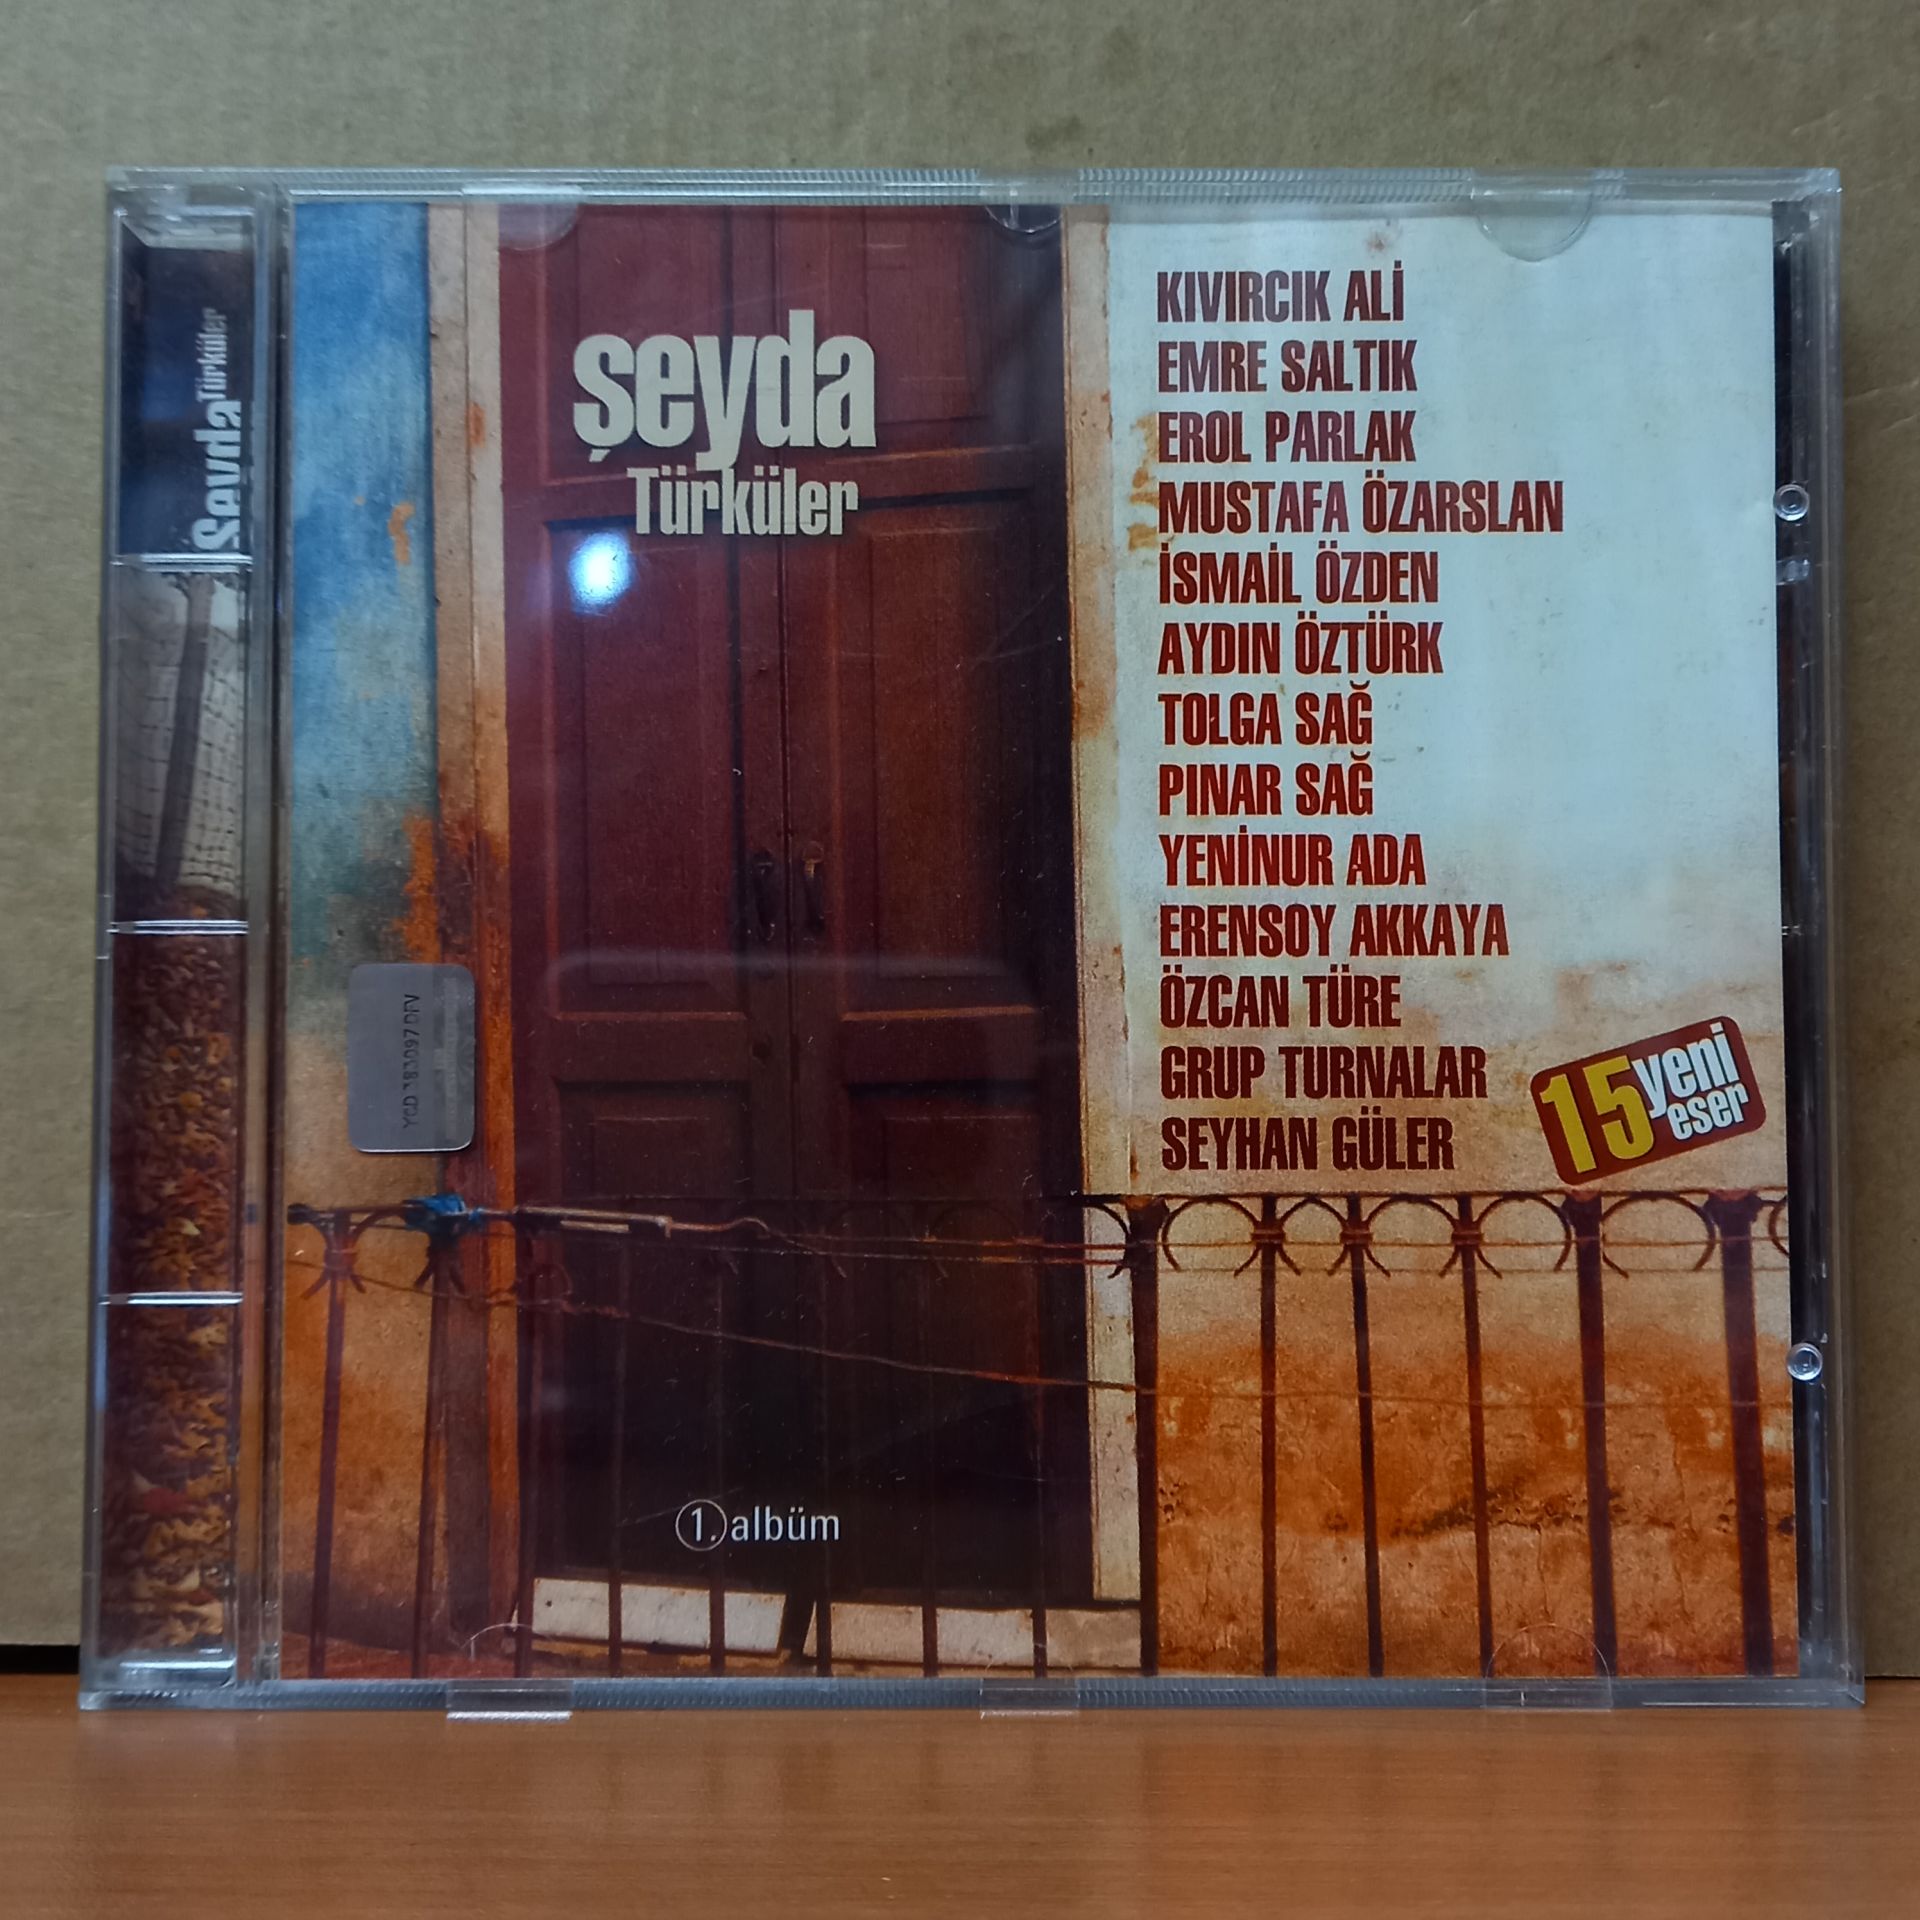 Şeyda Türküler
şeyda
Türküler
KIVIRCIK ALİ
EMRE SALTIK
EROL PARLAK
MUSTAFA ÖZARSLAN
İSMAİL ÖZDEN
AYDIN ÖZTÜRK
TOLGA SAĞ
PINAR SAĞ
YENİNUR ADA
ERENSOY AKKAYA
ÖZCAN TÜRE
GRUP TURNALAR
SEYHAN GÜLER
15 yeni
eser
1. albüm